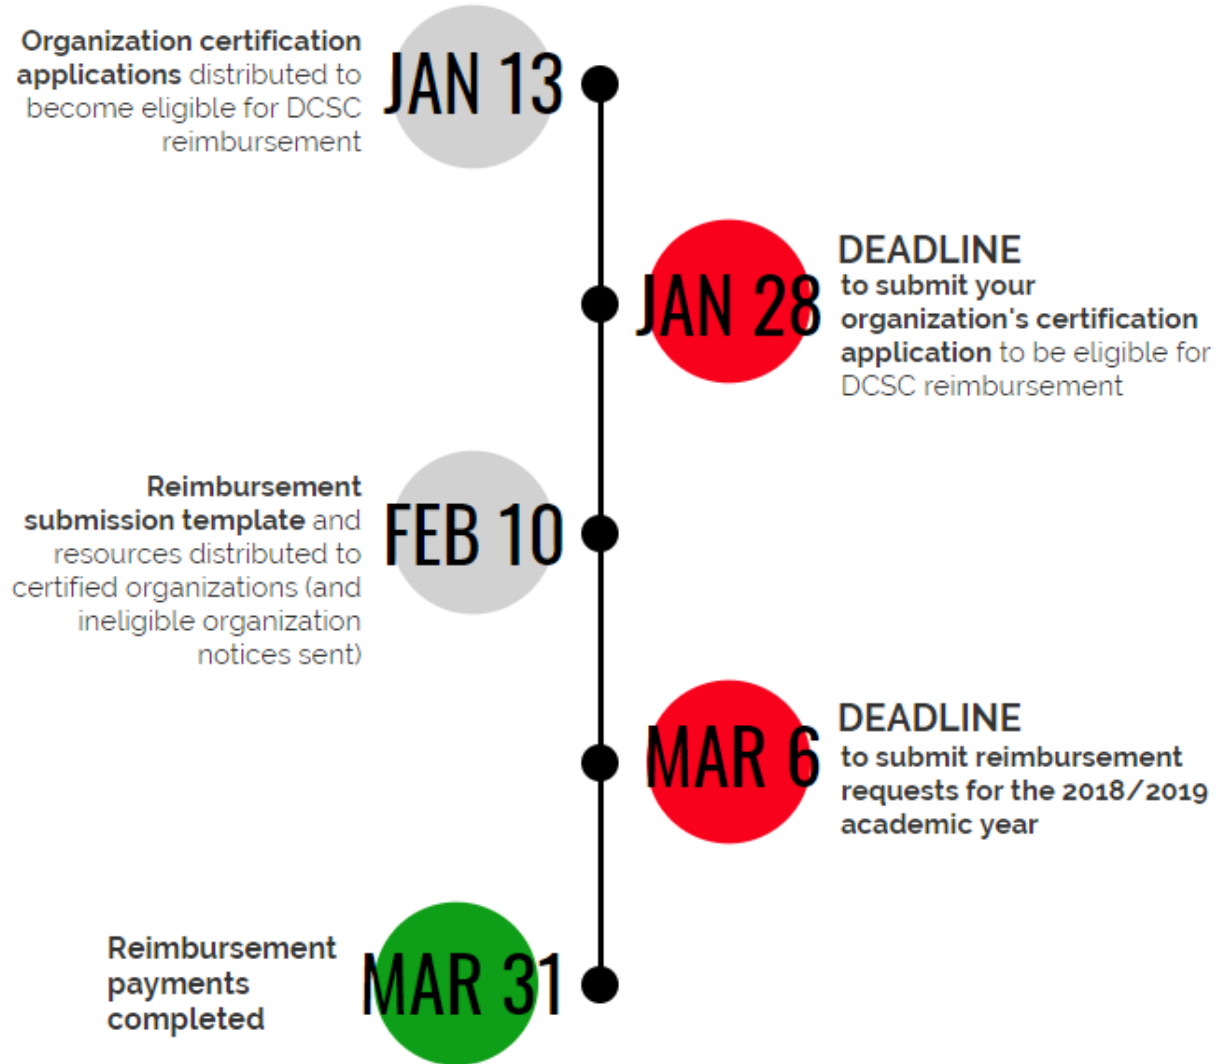 Organization certification
applications distributed to
become eligible for DCSC
reimbursement
JAN 13
JAN 28
DEADLINE
to submit your
organization's certification
application to be eligible for
DCSC reimbursement
Reimbursement
submission template and
resources distributed to
certified organizations (and
ineligible organization
notices sent)
FEB 10
MAR 6
DEADLINE
to submit reimbursement
requests for the 2018/2019
academic year
Reimbursement
payments
completed
MAR 31